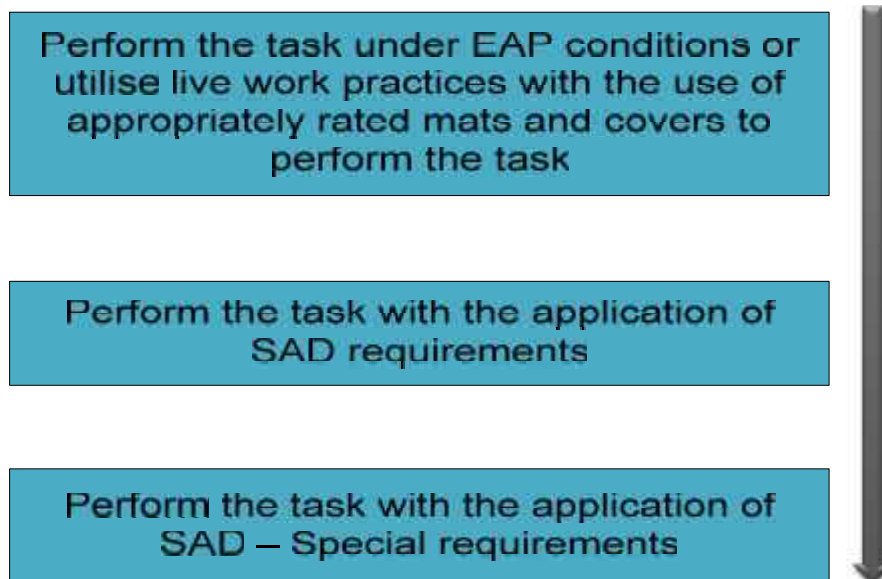 Perform the task under EAP conditions or
utilise live work practices with the use of
appropriately rated mats and covers to
perform the task
Perform the task with the application of
SAD requirements
Perform the task with the application of
SAD – Special requirements